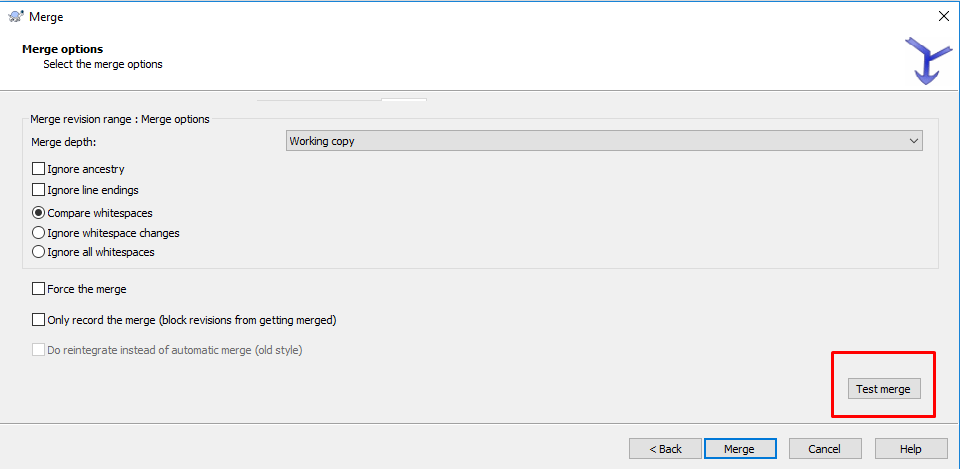 Merge
Merge options
Select the merge options
Merge revision range : Merge options
Merge depth:
Working copy
Ignore ancestry
Ignore line endings
Compare whitespaces
Ignore whitespace changes
Ignore all whitespaces
Force the merge
Only record the merge (block revisions from getting merged)
Do reintegrate instead of automatic merge (old style)
Test merge
< Back
Merge
Cancel
Help